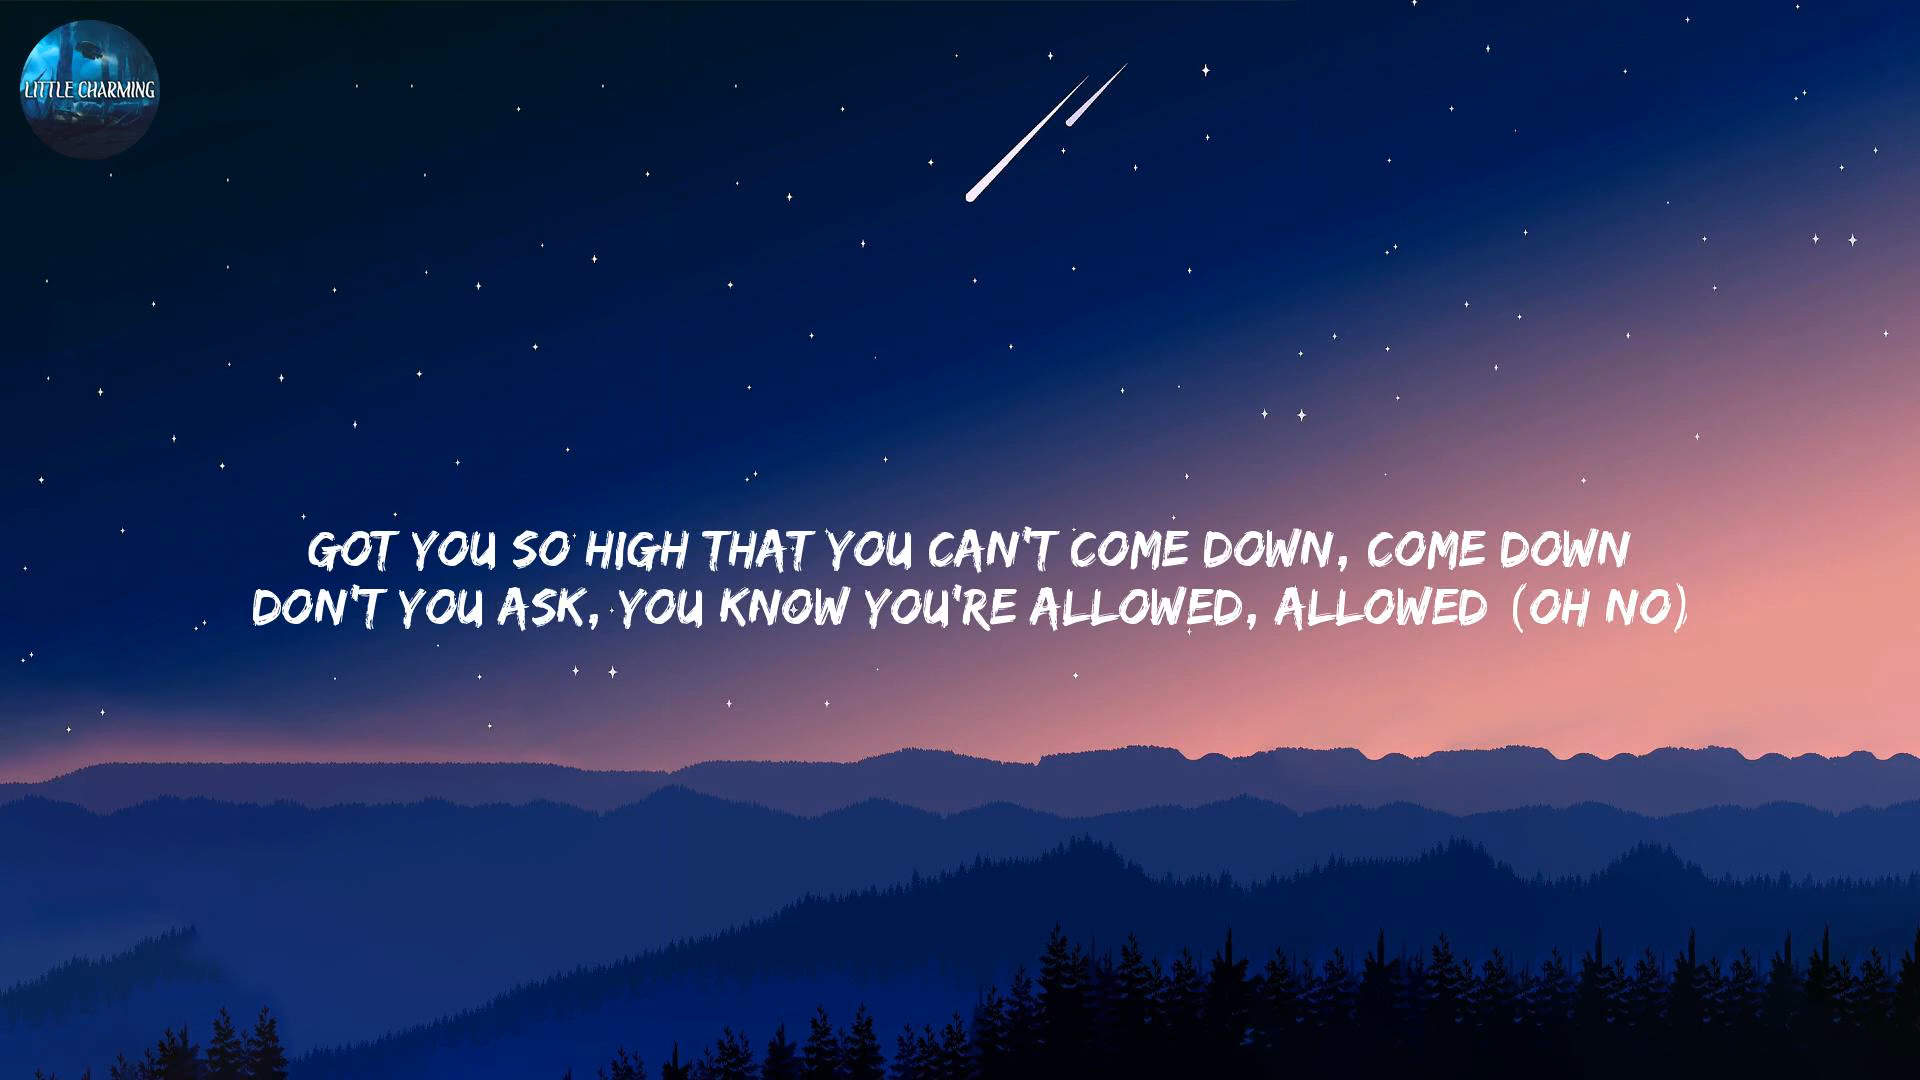 LITTLE CHARMING
GOT YOU SO HIGH THAT YOU CAN'T COME DOWN, COME DOWN
DON'T YOU ASK, YOU KNOW YOU'RE ALLOWED, ALLOWED (OH NO)